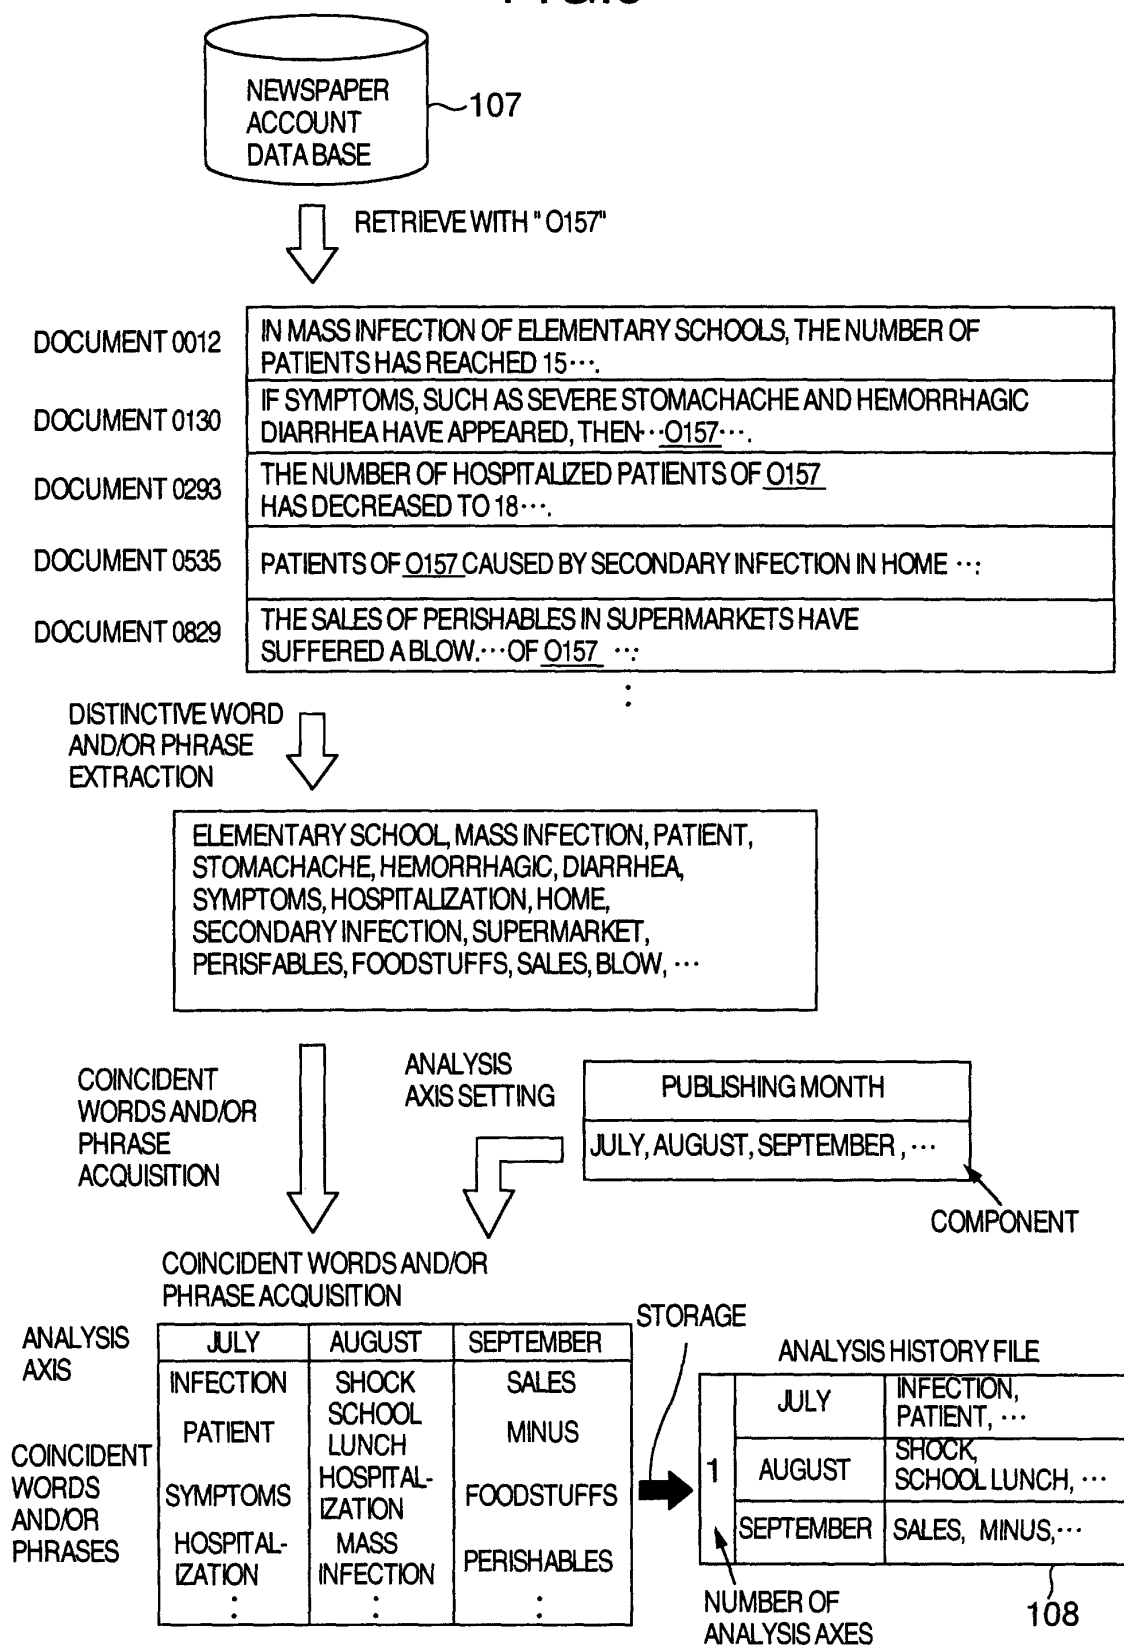 NEWSPAPER
ACCOUNT
DATA BASE
107
RETRIEVE WITH " O157"
DOCUMENT 0012
IN MASS INFECTION OF ELEMENTARY SCHOOLS, THE NUMBER OF
PATIENTS HAS REACHED 15···.
DOCUMENT 0130
IF SYMPTOMS, SUCH AS SEVERE STOMACHACHE AND HEMORRHAGIC
DIARRHEA HAVE APPEARED, THEN···O157···.
DOCUMENT 0293
THE NUMBER OF HOSPITALIZED PATIENTS OF O157
HAS DECREASED TO 18···.
DOCUMENT 0535
PATIENTS OF O157 CAUSED BY SECONDARY INFECTION IN HOME ···
DOCUMENT 0829
THE SALES OF PERISHABLES IN SUPERMARKETS HAVE
SUFFERED A BLOW.···OF O157 ···
DISTINCTIVE WORD
AND/OR PHRASE
EXTRACTION
ELEMENTARY SCHOOL, MASS INFECTION, PATIENT,
STOMACHACHE, HEMORRHAGIC, DIARRHEA,
SYMPTOMS, HOSPITALIZATION, HOME,
SECONDARY INFECTION, SUPERMARKET,
PERISFABLES, FOODSTUFFS, SALES, BLOW, ···
COINCIDENT
WORDS AND/OR
PHRASE
ACQUISITION
ANALYSIS
AXIS SETTING
PUBLISHING MONTH
JULY, AUGUST, SEPTEMBER , ···
COMPONENT
COINCIDENT WORDS AND/OR
PHRASE ACQUISITION
ANALYSIS
AXIS
JULY AUGUST SEPTEMBER
COINCIDENT
WORDS
AND/OR
PHRASES
INFECTION
PATIENT
SYMPTOMS
HOSPITAL-
IZATION
SHOCK
SCHOOL
LUNCH
HOSPITAL-
IZATION
MASS
INFECTION
SALES
MINUS
FOODSTUFFS
PERISHABLES
STORAGE
ANALYSIS HISTORY FILE
1
JULY
INFECTION,
PATIENT, ···
AUGUST
SHOCK,
SCHOOL LUNCH, ···
SEPTEMBER
SALES, MINUS,···
NUMBER OF
ANALYSIS AXES
108